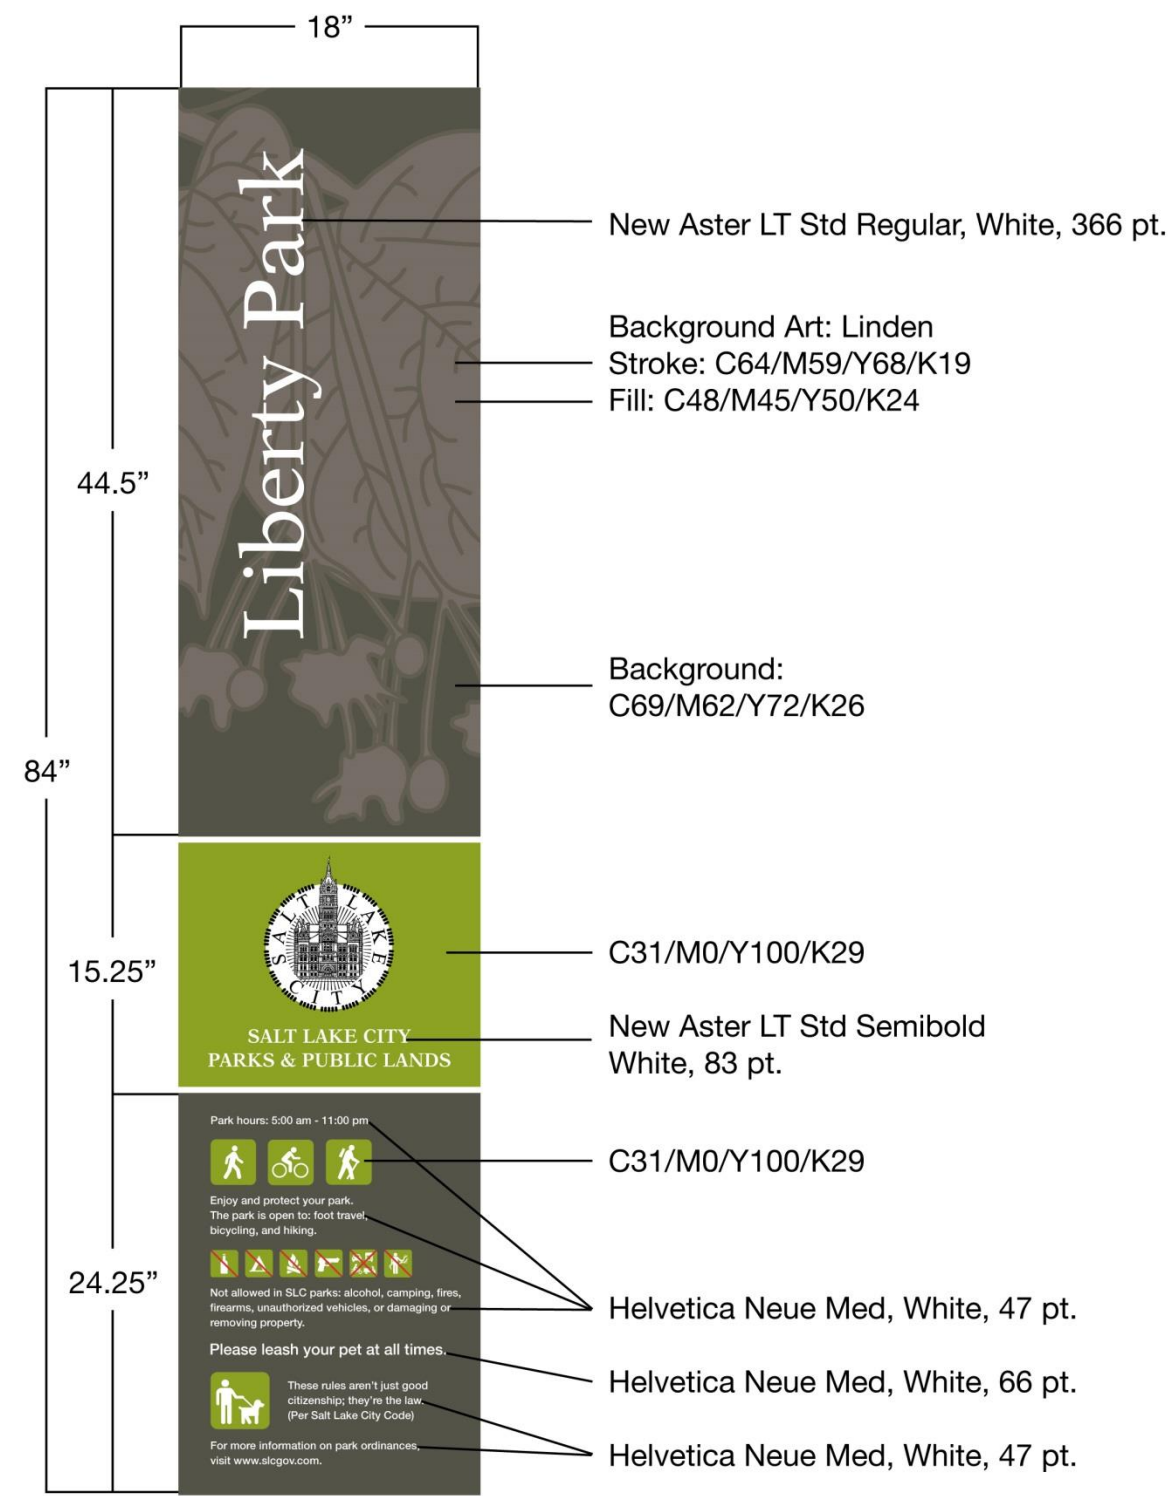 18”
Liberty Park
New Aster LT Std Regular, White, 366 pt.
Background Art: Linden
Stroke: C64/M59/Y68/K19
Fill: C48/M45/Y50/K24
44.5”
Background:
C69/M62/Y72/K26
84”
SALT LAKE CITY
C31/M0/Y100/K29
15.25”
SALT LAKE CITY
PARKS & PUBLIC LANDS
New Aster LT Std Semibold
White, 83 pt.
Park hours: 5:00 am - 11:00 pm
C31/M0/Y100/K29
Enjoy and protect your park.
The park is open to: foot travel,
bicycling, and hiking.
24.25”
Not allowed in SLC parks: alcohol, camping, fires,
firearms, unauthorized vehicles, or damaging or
removing property.
Helvetica Neue Med, White, 47 pt.
Please leash your pet at all times.
Helvetica Neue Med, White, 66 pt.
These rules aren't just good
citizenship; they're the law.
(Per Salt Lake City Code)
For more information on park ordinances,
visit www.slcgov.com.
Helvetica Neue Med, White, 47 pt.